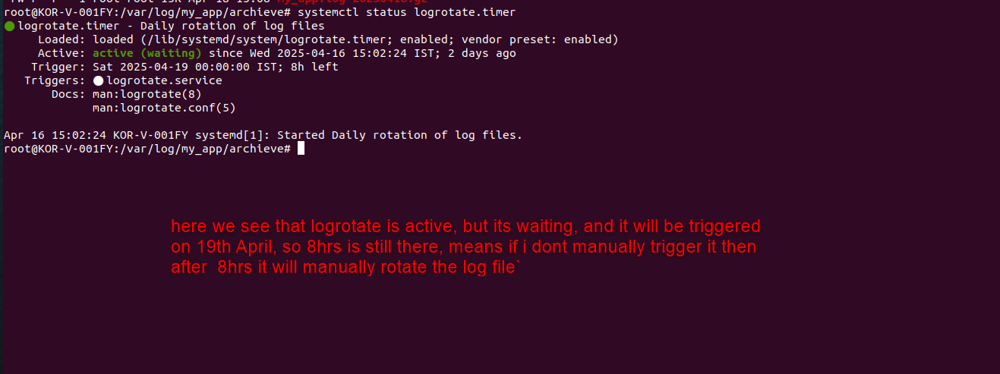 root@KOR-V-001FY:/var/log/my_app/archieve# systemctl status logrotate.timer
logrotate.timer - Daily rotation of log files
Loaded: loaded (/lib/systemd/system/logrotate.timer; enabled; vendor preset: enabled)
Active: active (waiting) since Wed 2025-04-16 15:02:24 IST; 2 days ago
Trigger: Sat 2025-04-19 00:00:00 IST; 8h left
Triggers: ● logrotate.service
Docs: man:logrotate(8)
man:logrotate.conf(5)
Apr 16 15:02:24 KOR-V-001FY systemd[1]: Started Daily rotation of log files.
root@KOR-V-001FY:/var/log/my_app/archieve#
here we see that logrotate is active, but its waiting, and it will be triggered
on 19th April, so 8hrs is still there, means if i dont manually trigger it then
after 8hrs it will manually rotate the log file`